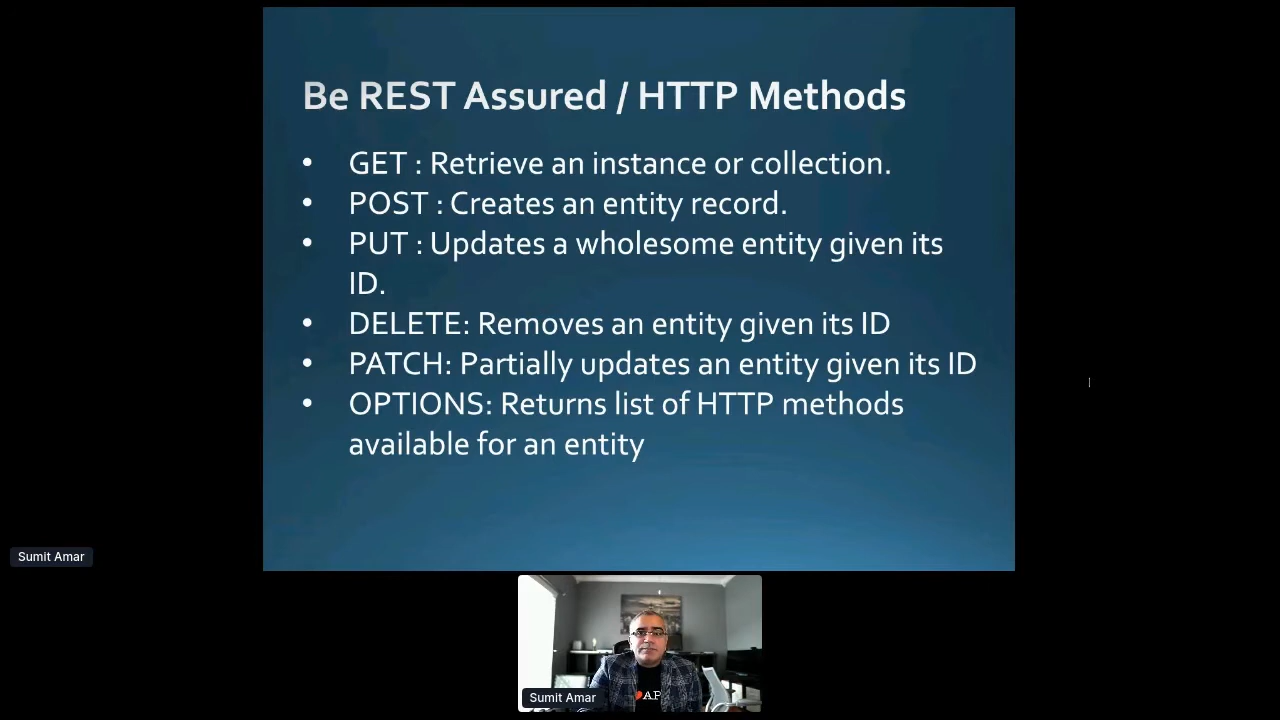 Be REST Assured / HTTP Methods
• GET : Retrieve an instance or collection.
• POST : Creates an entity record.
• PUT : Updates a wholesome entity given its
ID.
• DELETE: Removes an entity given its ID
• PATCH: Partially updates an entity given its ID
• OPTIONS: Returns list of HTTP methods
available for an entity
Sumit Amar
AP
Sumit Amar